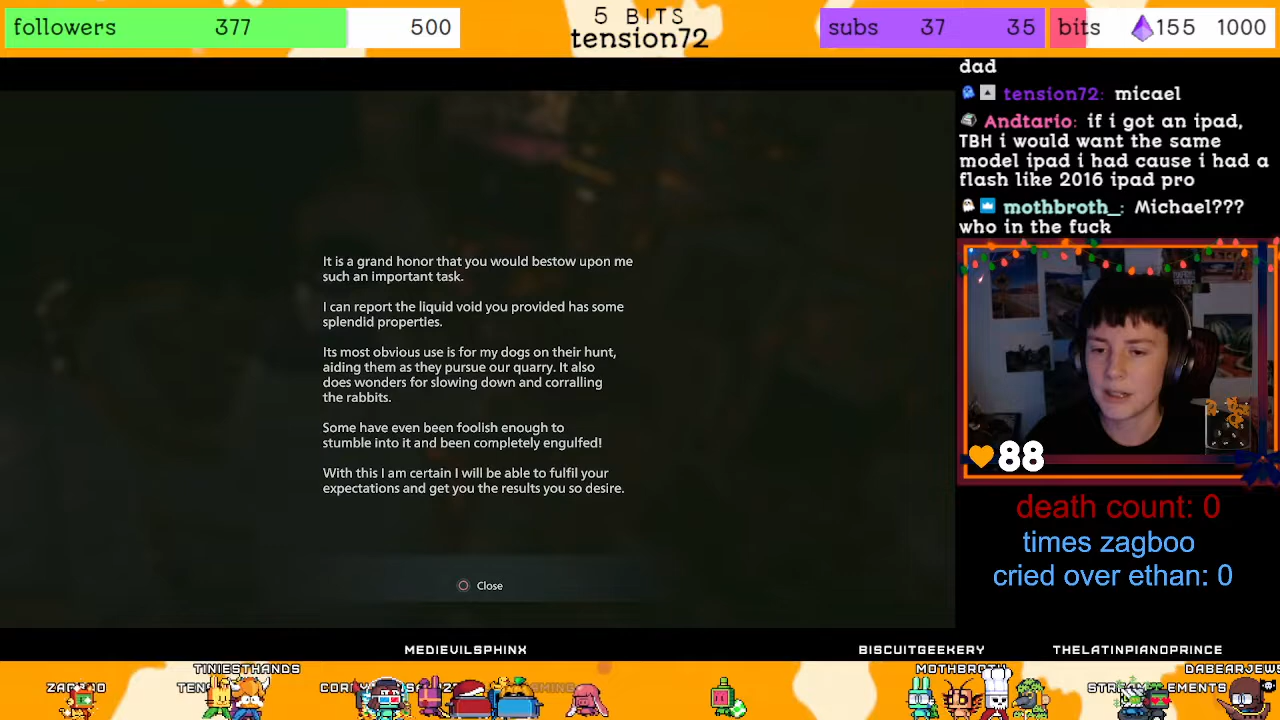 followers 377 500
5 BITS
tension72
subs 37 35
bits 155 1000
dad
tension72: micael
Andtario: if i got an ipad,
TBH i would want the same
model ipad i had cause i had a
flash like 2016 ipad pro
mothbroth_: Michael???
who in the fuck
It is a grand honor that you would bestow upon me
such an important task.
I can report the liquid void you provided has some
splendid properties.
Its most obvious use is for my dogs on their hunt,
aiding them as they pursue our quarry. It also
does wonders for slowing down and corralling
the rabbits.
Some have even been foolish enough to
stumble into it and been completely engulfed!
With this I am certain I will be able to fulfil your
expectations and get you the results you so desire.
Close
88
death count: 0
times zagboo
cried over ethan: 0
MEDIEVILSPHINX
BISCUITGEEKERY
THELATINPIANOPRINCE
TINIESTHANDS
MOTHBROTH
DABEARJEWS
ZAGBOO